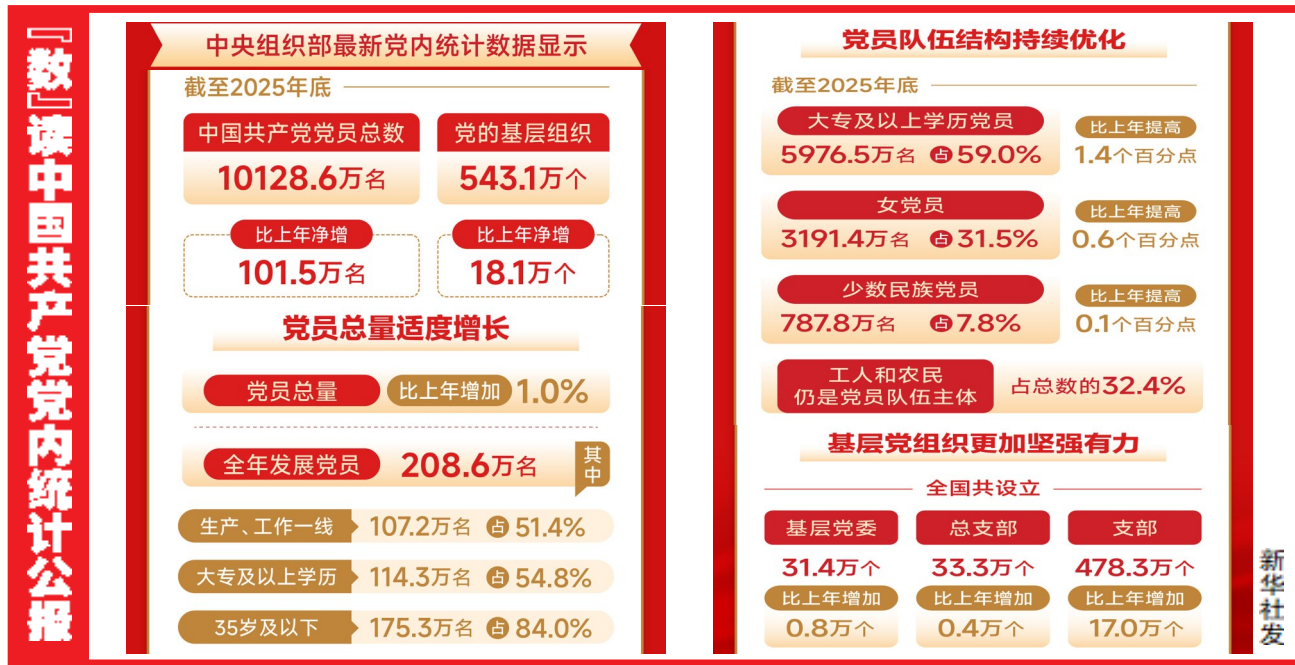 『数』读中国共产党党内统计公报
中央组织部最新党内统计数据显示
截至2025年底
中国共产党党员总数
10128.6万名
党的基层组织
543.1万个
比上年净增
101.5万名
比上年净增
18.1万个
党员总量适度增长
党员总量 比上年增加 1.0%
全年发展党员 208.6万名 其中
生产、工作一线 107.2万名 占51.4%
大专及以上学历 114.3万名 占54.8%
35岁及以下 175.3万名 占84.0%
党员队伍结构持续优化
截至2025年底
大专及以上学历党员
5976.5万名 占59.0%
比上年提高
1.4个百分点
女党员
3191.4万名 占31.5%
比上年提高
0.6个百分点
少数民族党员
787.8万名 占7.8%
比上年提高
0.1个百分点
工人和农民
仍是党员队伍主体
占总数的32.4%
基层党组织更加坚强有力
全国共设立
基层党委
31.4万个
比上年增加
0.8万个
总支部
33.3万个
比上年增加
0.4万个
支部
478.3万个
比上年增加
17.0万个
新华社发